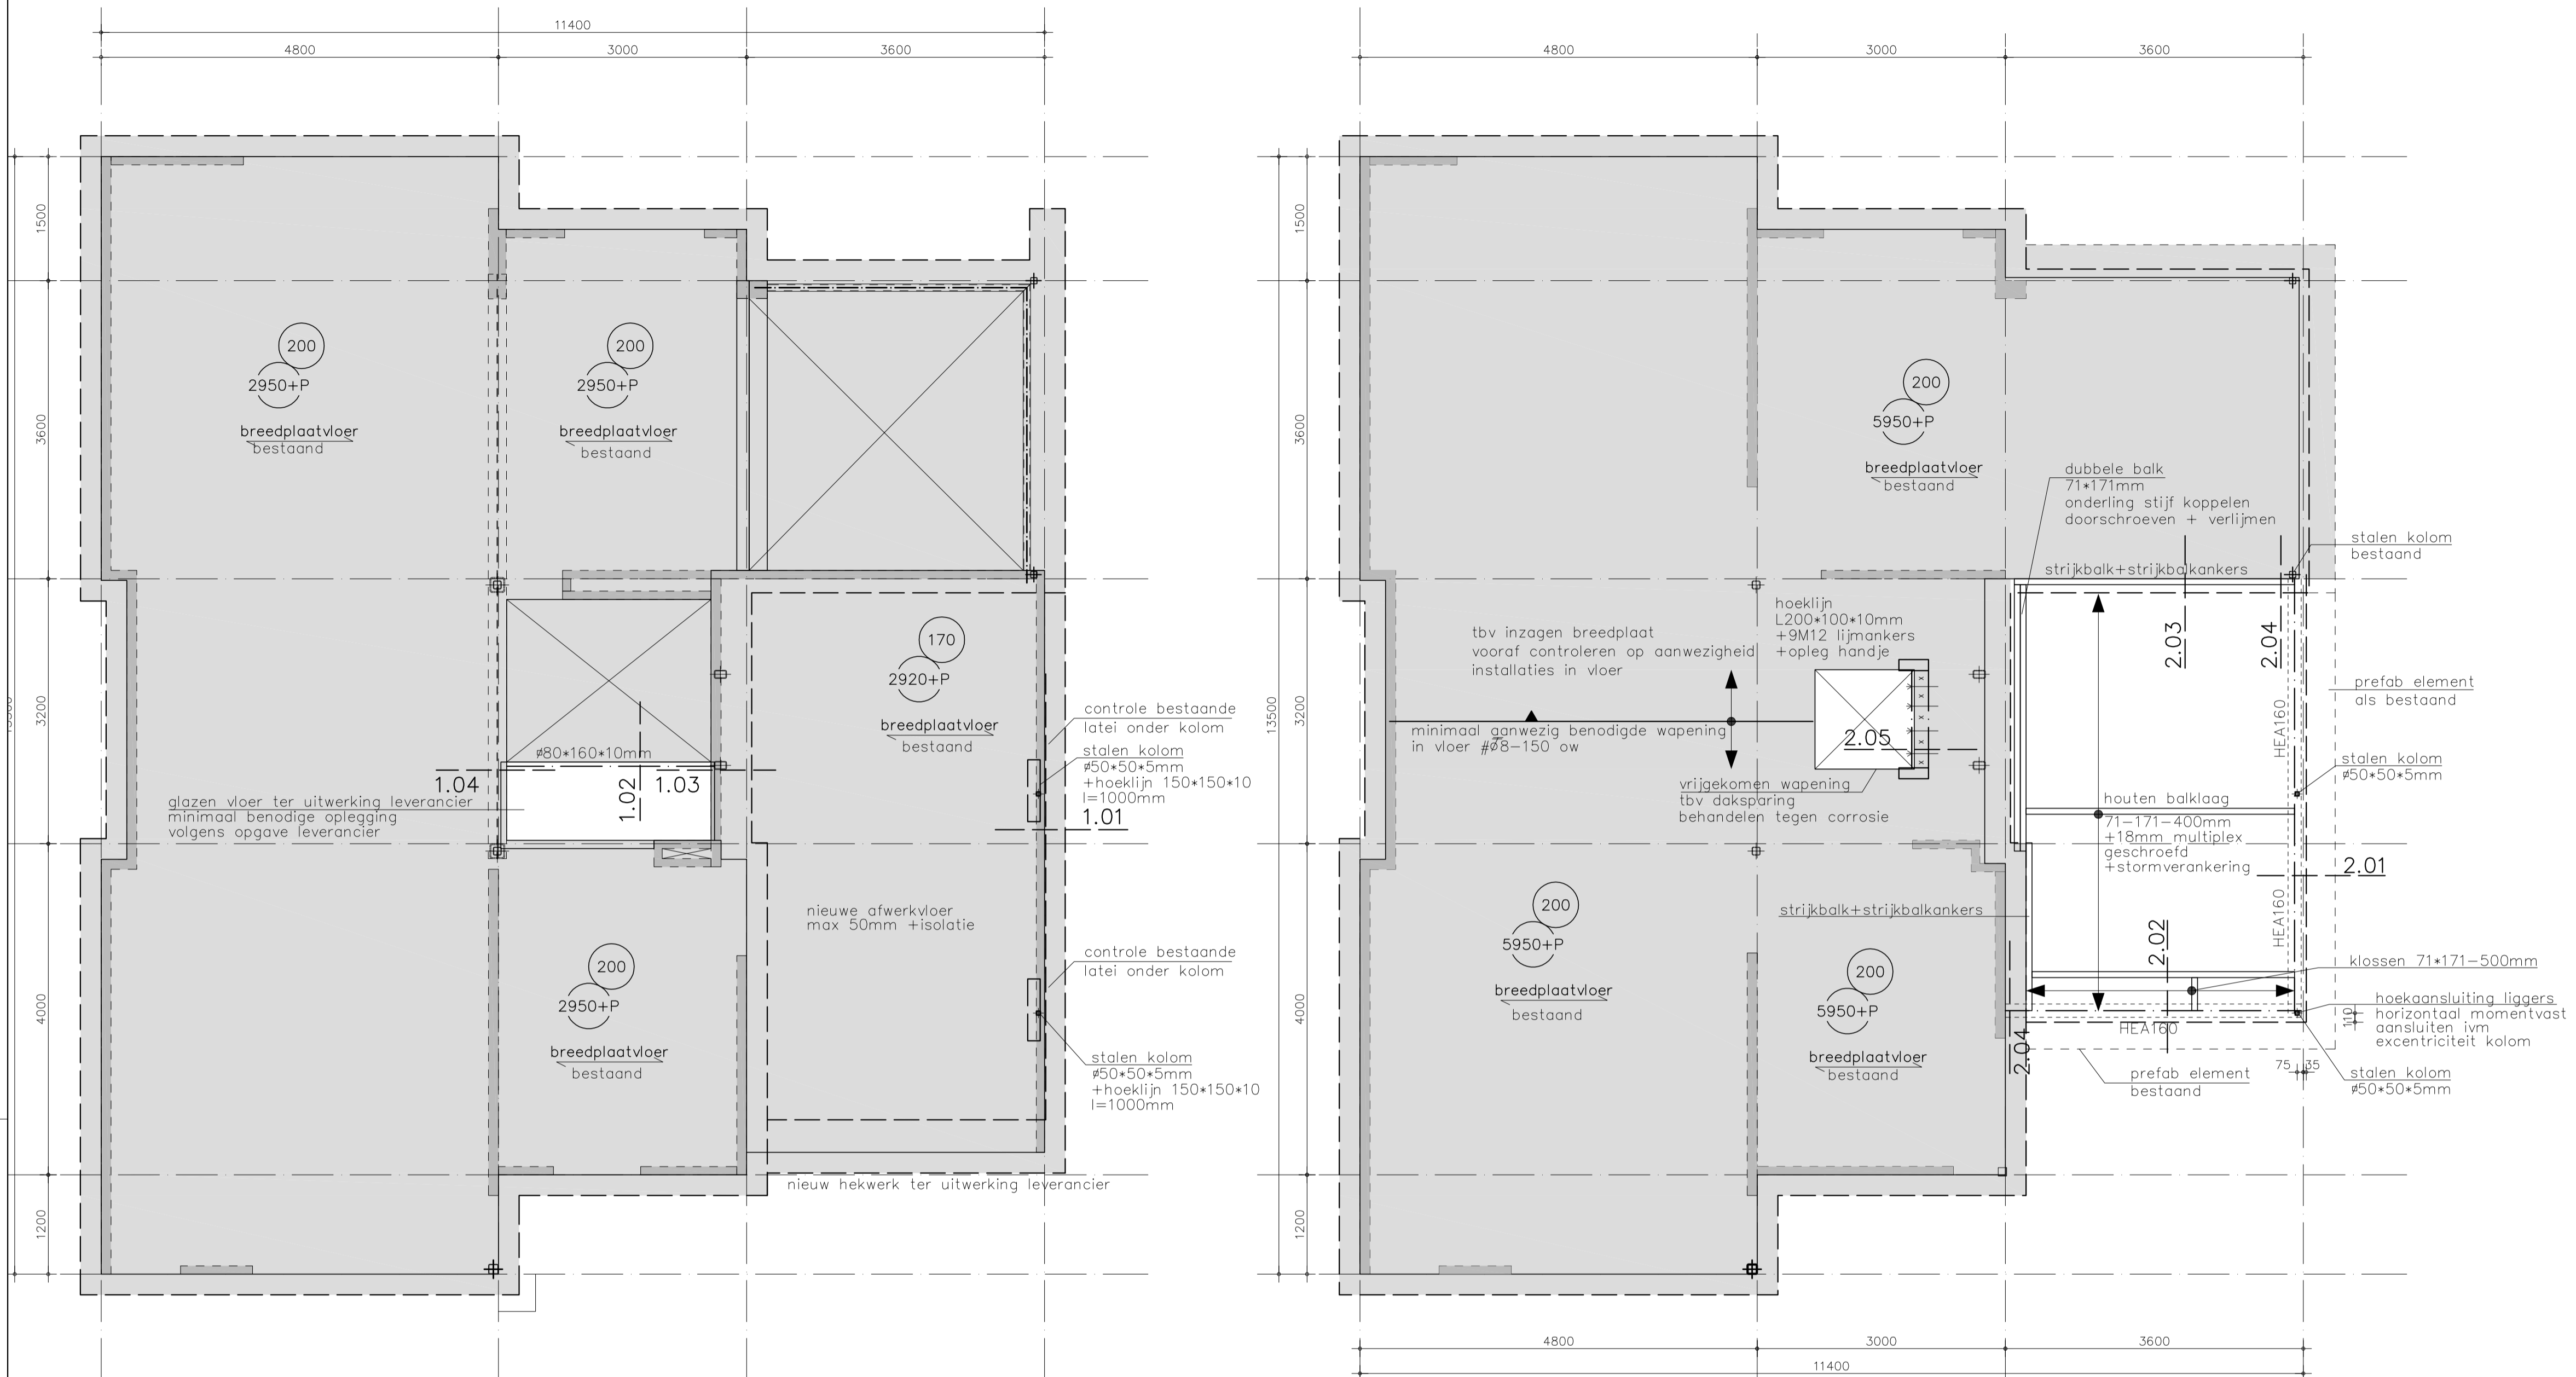 11400
4800
3000
3600
1500
3600
3200
4000
1200
200
2950+P
breedplaatvloer
bestaand
200
2950+P
breedplaatvloer
bestaand
170
2920+P
breedplaatvloer
bestaand
ø80*160*10mm
1.04
1.02
1.03
glazen vloer ter uitwerking leverancier
minimaal benodige oplegging
volgens opgave leverancier
controle bestaande
latei onder kolom
stalen kolom
ø50*50*5mm
+hoeklijn 150*150*10
l=1000mm
1.01
nieuwe afwerkvloer
max 50mm +isolatie
200
2950+P
breedplaatvloer
bestaand
controle bestaande
latei onder kolom
stalen kolom
ø50*50*5mm
+hoeklijn 150*150*10
l=1000mm
nieuw hekwerk ter uitwerking leverancier
4800
3000
3600
13500
1500
3600
3200
4000
1200
200
5950+P
breedplaatvloer
bestaand
dubbele balk
71*171mm
onderling stijf koppelen
doorschroeven + verlijmen
stalen kolom
bestaand
strijkbalk+strijkbalkankers
2.03
2.04
hoeklijn
L200*100*10mm
+9M12 lijmankers
+opleg handje
tbv inzagen breedplaat
vooraf controleren op aanwezigheid
installaties in vloer
minimaal aanwezig benodigde wapening
in vloer #ø8-150 ow
2.05
vrijgekomen wapening
tbv daksparing
behandelen tegen corrosie
prefab element
als bestaand
HEA160
stalen kolom
ø50*50*5mm
houten balklaag
71-171-400mm
+18mm multiplex
geschroefd
+stormverankering
2.01
HEA160
strijkbalk+strijkbalkankers
200
5950+P
breedplaatvloer
bestaand
200
5950+P
breedplaatvloer
bestaand
2.02
klossen 71*171-500mm
hoekaansluiting liggers
horizontaal momentvast
aansluiten ivm
excentriciteit kolom
110
HEA160
2.04
75
35
prefab element
bestaand
stalen kolom
ø50*50*5mm
4800
3000
3600
11400